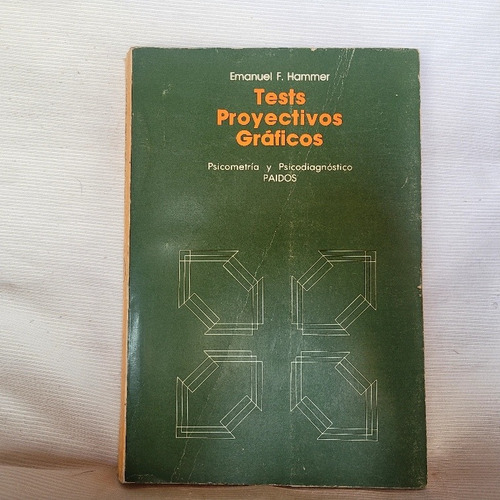 Emanuel F. Hammer
Tests
Proyectivos
Gráficos
Psicometría y Psicodiagnóstico
PAIDOS